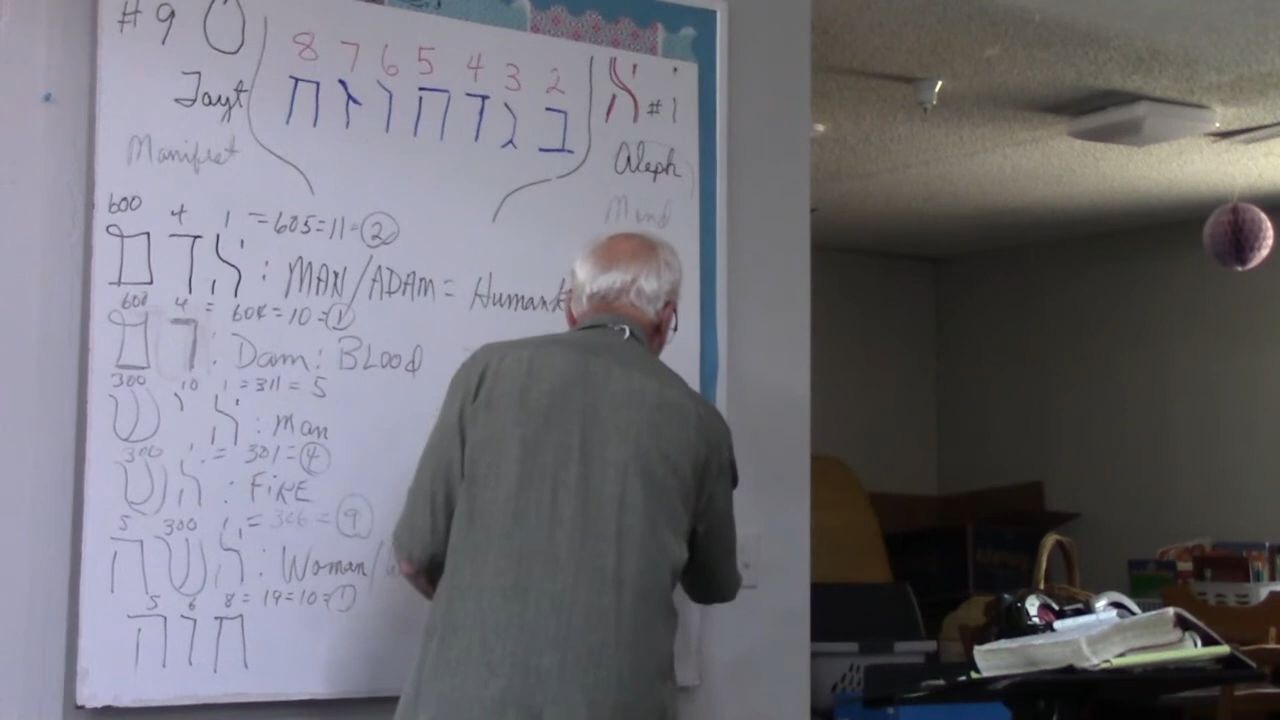 #9 ט 8 7 6 5 4 3 2 א #1
Tayt ח ז ו ה ד ג ב Aleph
Manifest Mind
600 4 1 = 605 = 11 = 2
ם ד א : MAN/ADAM = Human
600 4 = 604 = 10 = 1
ם ד : Dam: BLOOD
300 10 1 = 311 = 5
ש י א : Man
300 1 = 301 = 4
ש א : FIRE
5 300 1 = 306 = 9
ה ש א : Woman/
5 6 8 = 19 = 10 = 1
ה ו ח